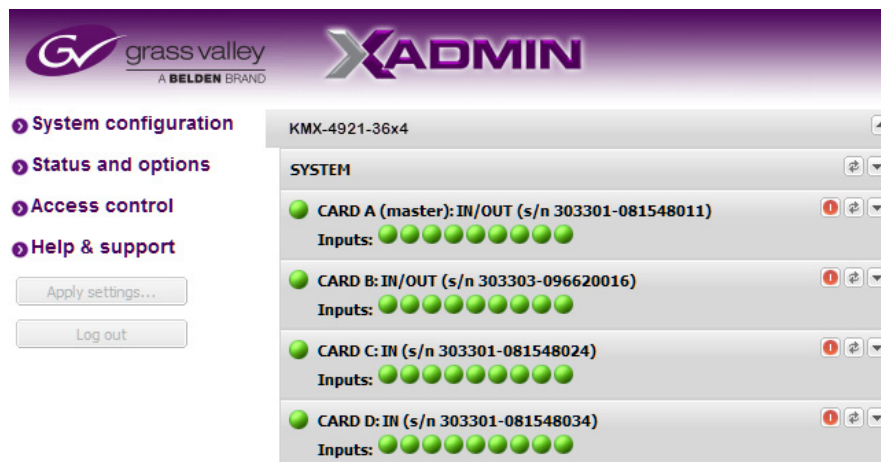 GV grass valley
A BELDEN BRAND
XADMIN
System configuration
Status and options
Access control
Help & support
Apply settings...
Log out
KMX-4921-36x4
SYSTEM
CARD A (master): IN/OUT (s/n 303301-081548011)
Inputs:
CARD B: IN/OUT (s/n 303303-096620016)
Inputs:
CARD C: IN (s/n 303301-081548024)
Inputs:
CARD D: IN (s/n 303301-081548034)
Inputs: